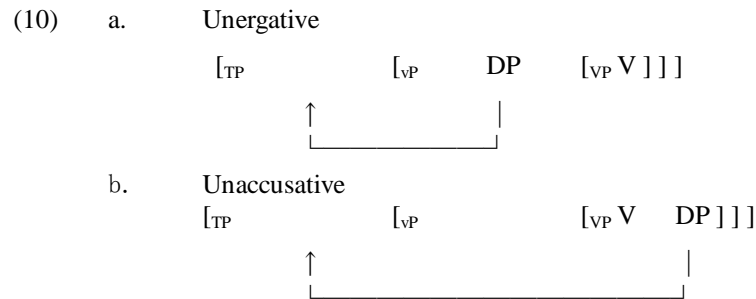 (10) a. Unergative
[TP [vP DP [VP V ] ] ]
b. Unaccusative
[TP [vP [VP V DP ] ] ]